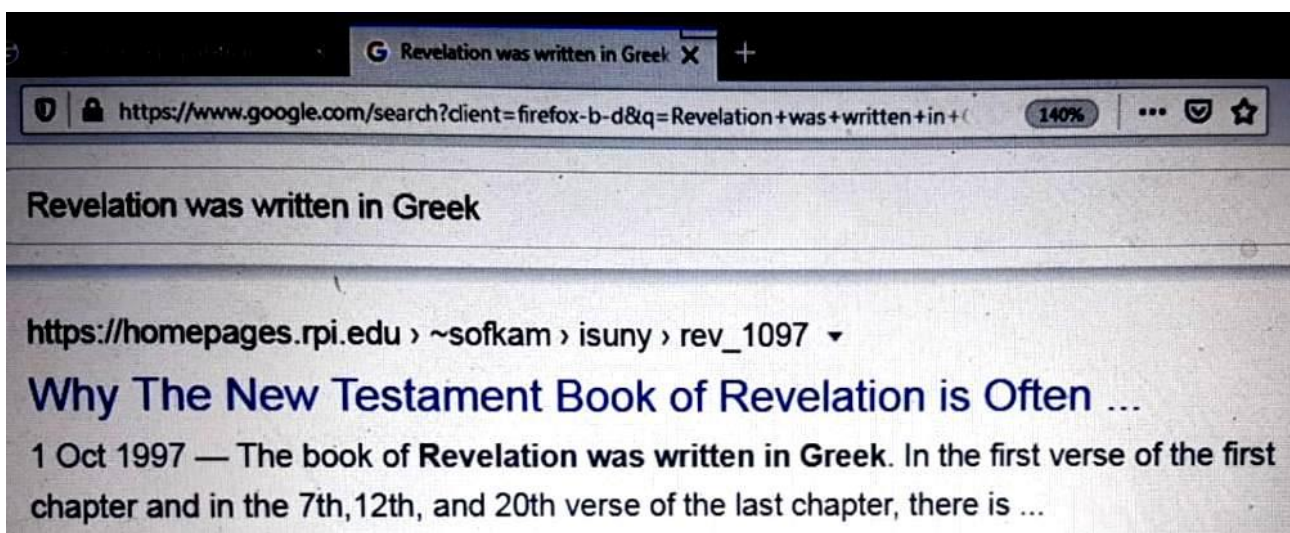 Revelation was written in Greek
https://www.google.com/search?client=firefox-b-d&q=Revelation+was+written+in+(
140%
Revelation was written in Greek
https://homepages.rpi.edu › ~sofkam › isuny › rev_1097
Why The New Testament Book of Revelation is Often ...
1 Oct 1997 — The book of Revelation was written in Greek. In the first verse of the first
chapter and in the 7th,12th, and 20th verse of the last chapter, there is ...